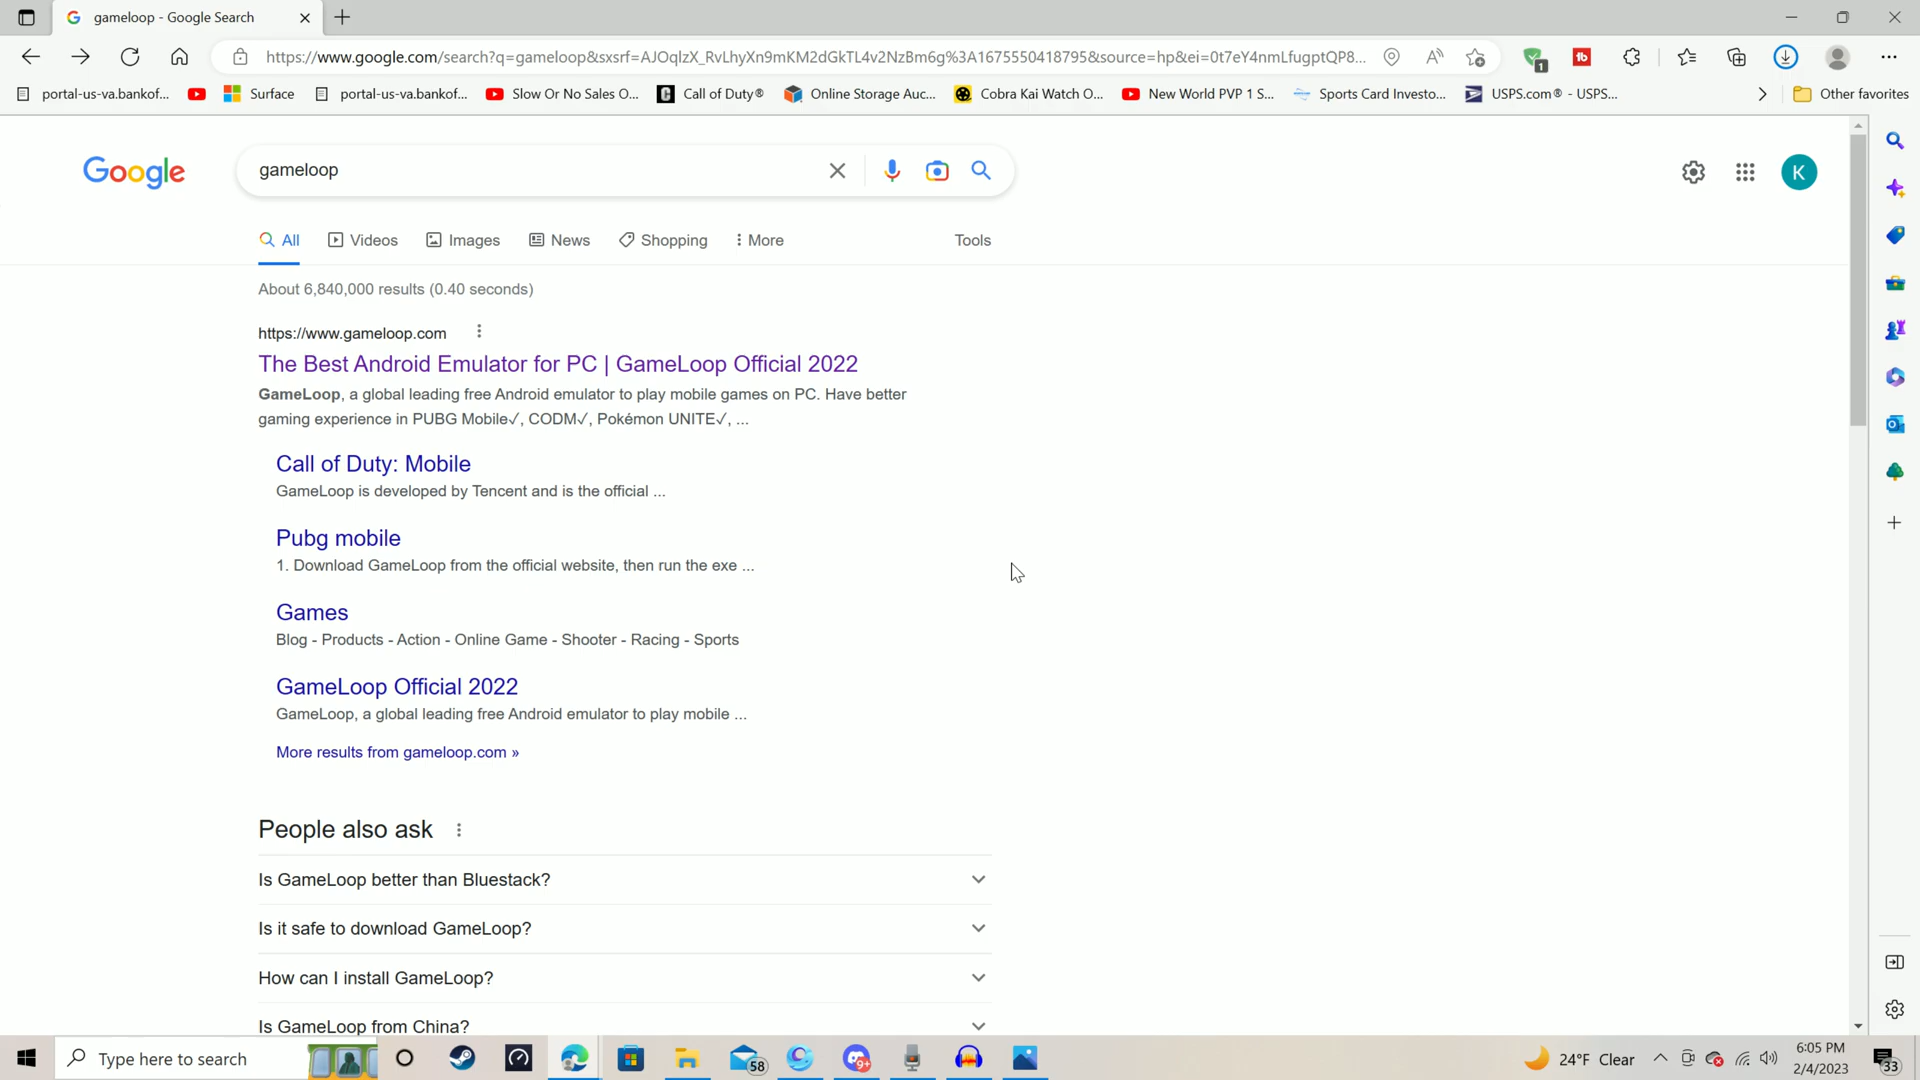 gameloop - Google Search
https://www.google.com/search?q=gameloop&sxsrf=AJOqlzX_RvLhyXn9mKM2dGkTL4v2NzBm6g%3A1675550418795&source=hp&ei=0t7eY4nmLfugptQP8...
1
portal-us-va.bankof...
Surface
portal-us-va.bankof...
Slow Or No Sales O...
Call of Duty®
Online Storage Auc...
Cobra Kai Watch O...
New World PVP 1 S...
Sports Card Investo...
USPS.com® - USPS...
Other favorites
Google
gameloop
K
All
Videos
Images
News
Shopping
More
Tools
About 6,840,000 results (0.40 seconds)
https://www.gameloop.com
The Best Android Emulator for PC | GameLoop Official 2022
GameLoop, a global leading free Android emulator to play mobile games on PC. Have better
gaming experience in PUBG Mobile✓, CODM✓, Pokémon UNITE✓, ...
Call of Duty: Mobile
GameLoop is developed by Tencent and is the official ...
Pubg mobile
1. Download GameLoop from the official website, then run the exe ...
Games
Blog - Products - Action - Online Game - Shooter - Racing - Sports
GameLoop Official 2022
GameLoop, a global leading free Android emulator to play mobile ...
More results from gameloop.com »
People also ask
Is GameLoop better than Bluestack?
Is it safe to download GameLoop?
How can I install GameLoop?
Is GameLoop from China?
Type here to search
58
9+
24°F Clear
6:05 PM
2/4/2023
33